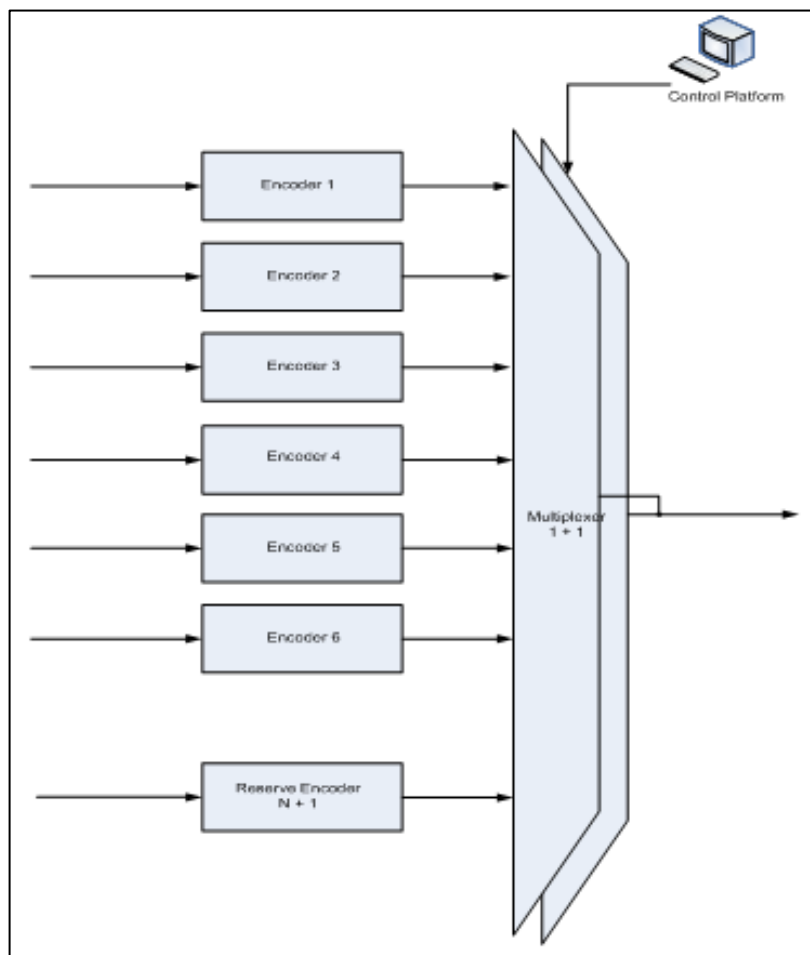 Control Platform
Encoder 1
Encoder 2
Encoder 3
Encoder 4
Multiplexer
1 + 1
Encoder 5
Encoder 6
Reserve Encoder
N + 1